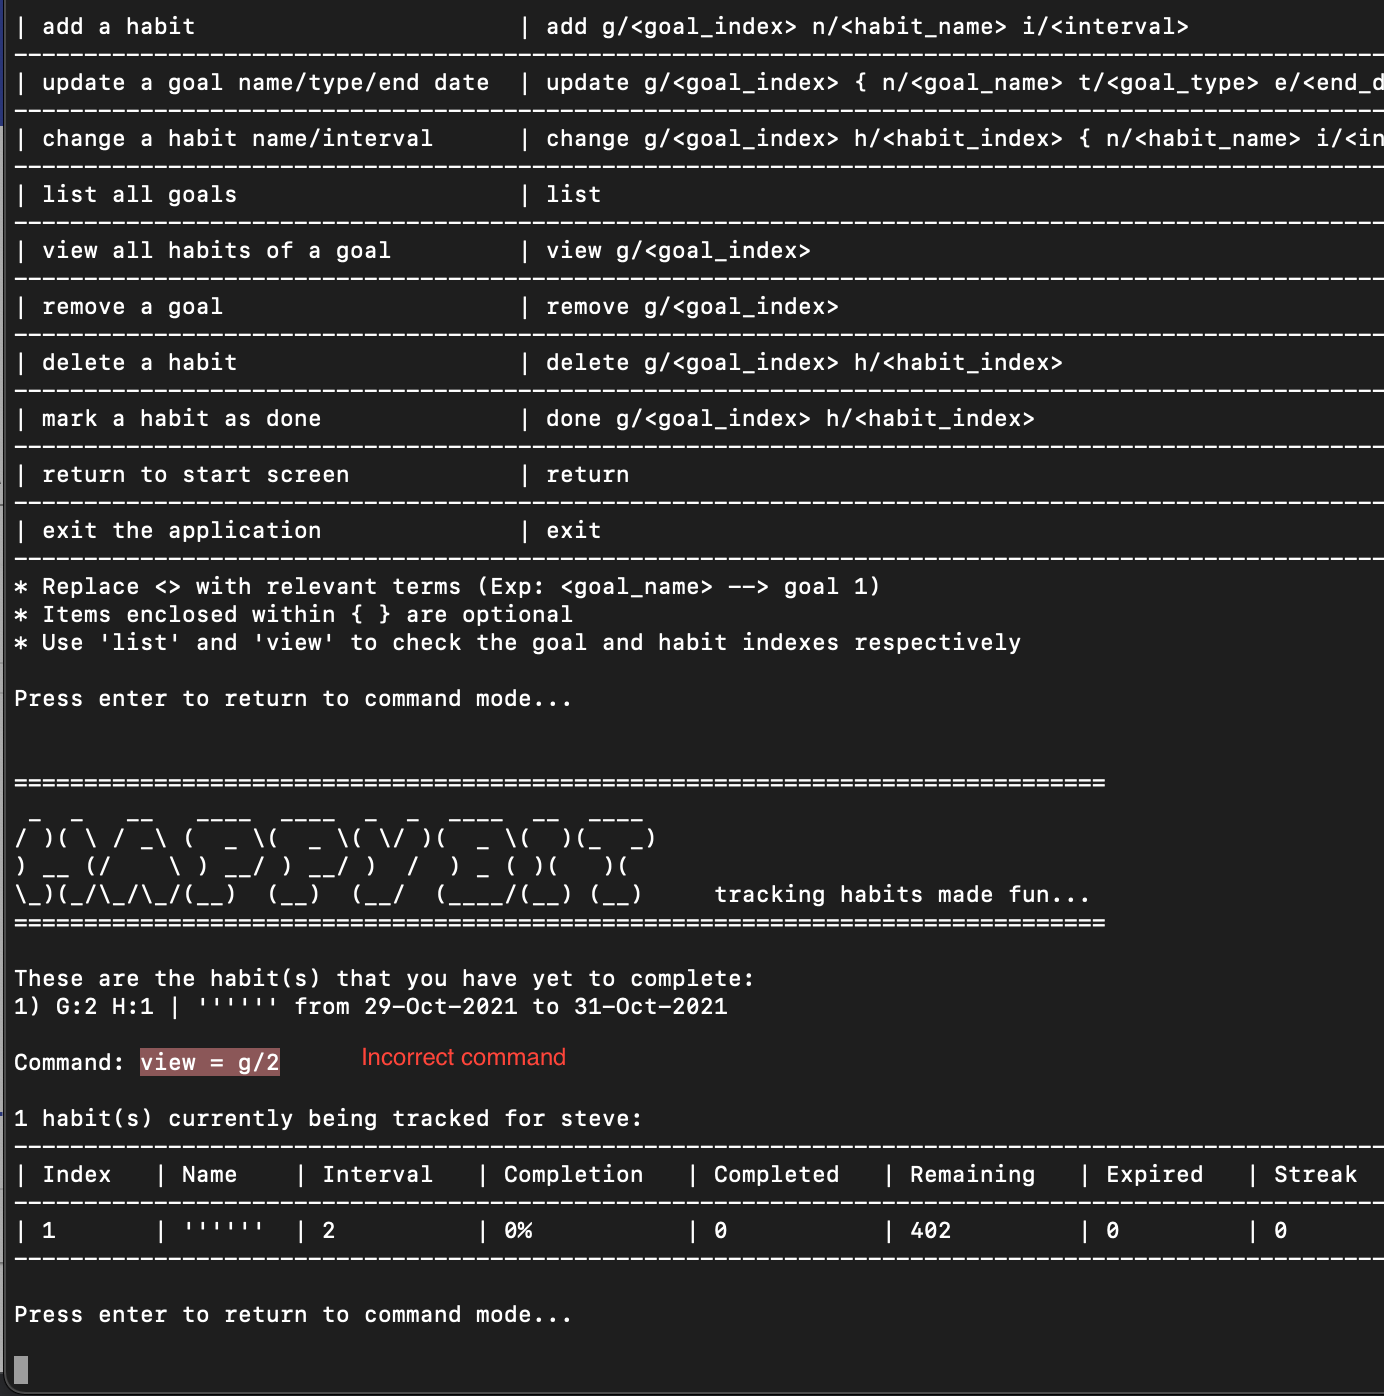 | add a habit | add g/<goal_index> n/<habit_name> i/<interval>
| update a goal name/type/end date | update g/<goal_index> { n/<goal_name> t/<goal_type> e/<end_d
| change a habit name/interval | change g/<goal_index> h/<habit_index> { n/<habit_name> i/<in
| list all goals | list
| view all habits of a goal | view g/<goal_index>
| remove a goal | remove g/<goal_index>
| delete a habit | delete g/<goal_index> h/<habit_index>
| mark a habit as done | done g/<goal_index> h/<habit_index>
| return to start screen | return
| exit the application | exit
* Replace <> with relevant terms (Exp: <goal_name> --> goal 1)
* Items enclosed within { } are optional
* Use 'list' and 'view' to check the goal and habit indexes respectively
Press enter to return to command mode...
HAPPYBIT
tracking habits made fun...
These are the habit(s) that you have yet to complete:
1) G:2 H:1 | '''''' from 29-Oct-2021 to 31-Oct-2021
Command: view = g/2 Incorrect command
1 habit(s) currently being tracked for steve:
| Index | Name | Interval | Completion | Completed | Remaining | Expired | Streak
| 1 | '''''' | 2 | 0% | 0 | 402 | 0 | 0
Press enter to return to command mode...